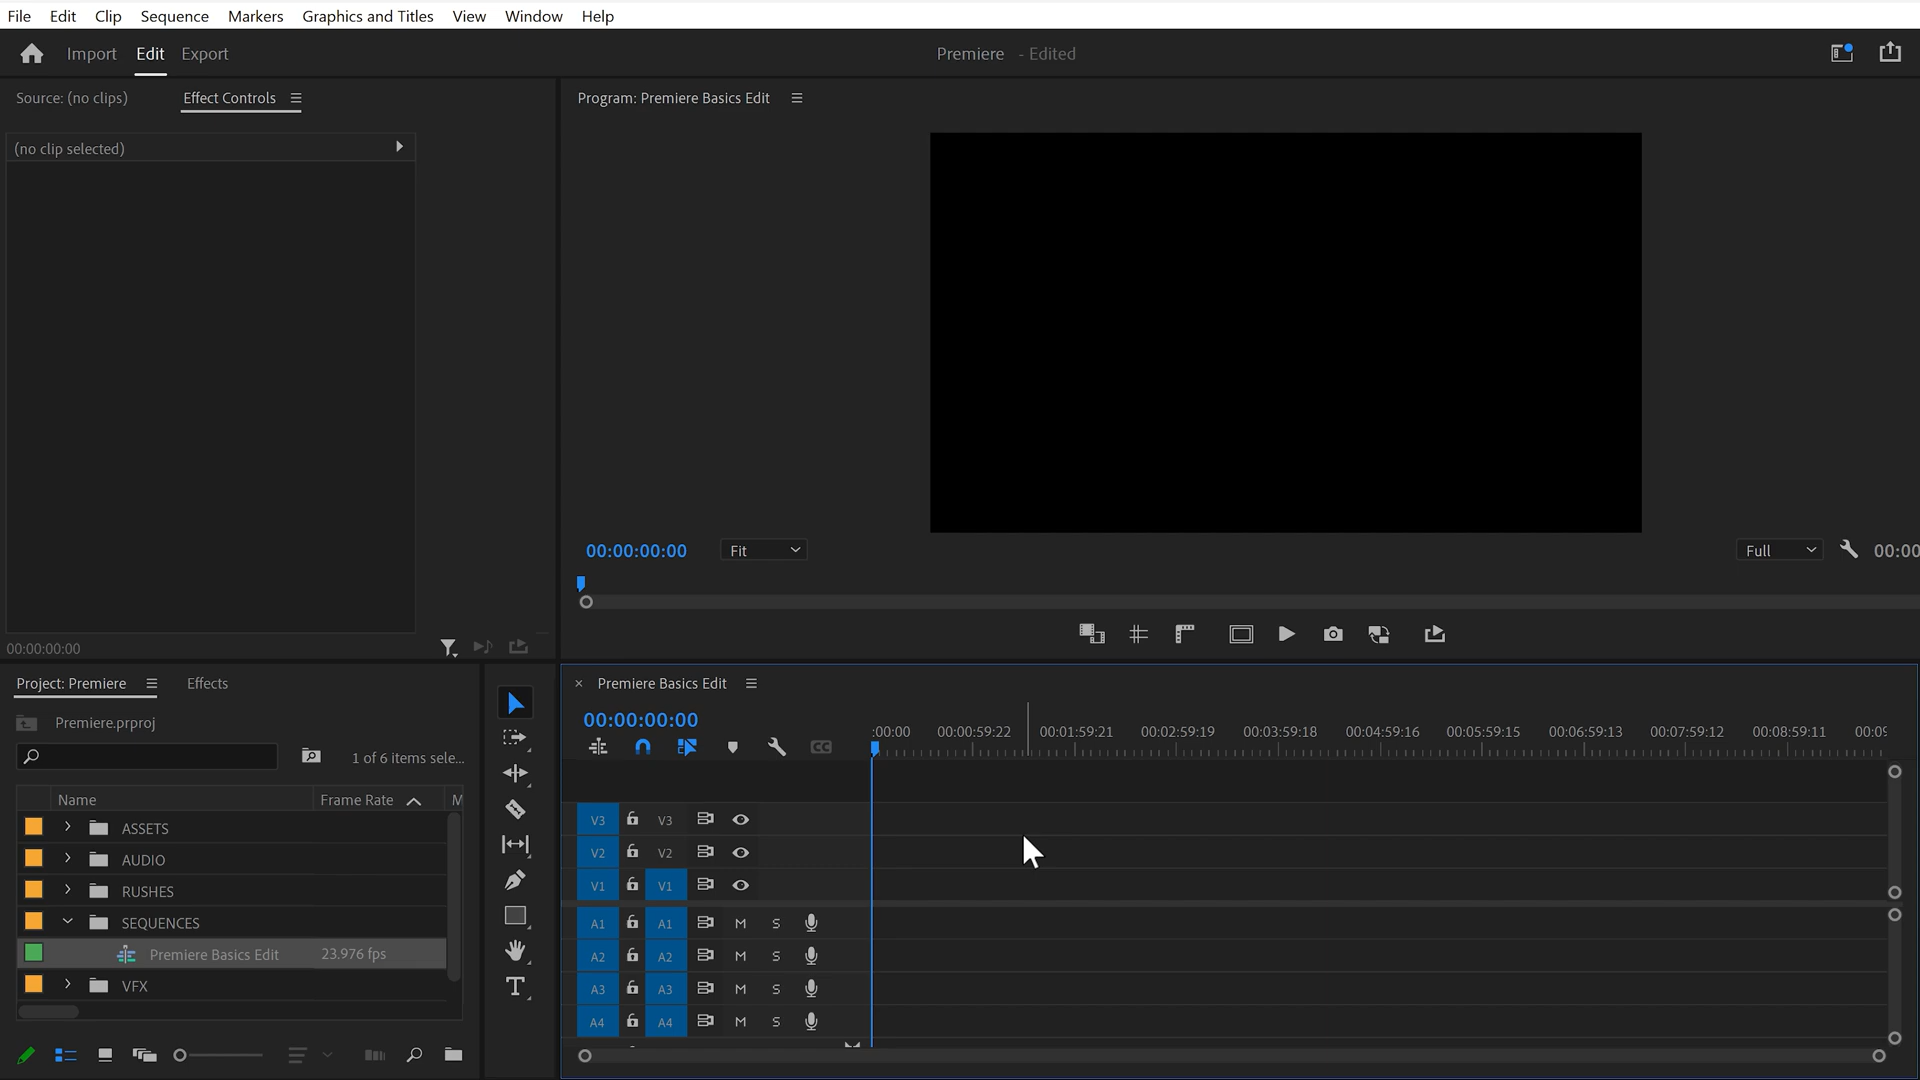 File Edit Clip Sequence Markers Graphics and Titles View Window Help
Import Edit Export Premiere - Edited
Source: (no clips) Effect Controls Program: Premiere Basics Edit
(no clip selected)
00:00:00:00 Fit Full 00:00
00:00:00:00
Project: Premiere Effects × Premiere Basics Edit
Premiere.prproj 00:00:00:00
:00:00 00:00:59:22 00:01:59:21 00:02:59:19 00:03:59:18 00:04:59:16 00:05:59:15 00:06:59:13 00:07:59:12 00:08:59:11 00:09
1 of 6 items sele... CC
Name Frame Rate M
ASSETS V3 V3
AUDIO V2 V2
RUSHES V1 V1
SEQUENCES A1 A1 M S
Premiere Basics Edit 23.976 fps A2 A2 M S
VFX A3 A3 M S
A4 A4 M S